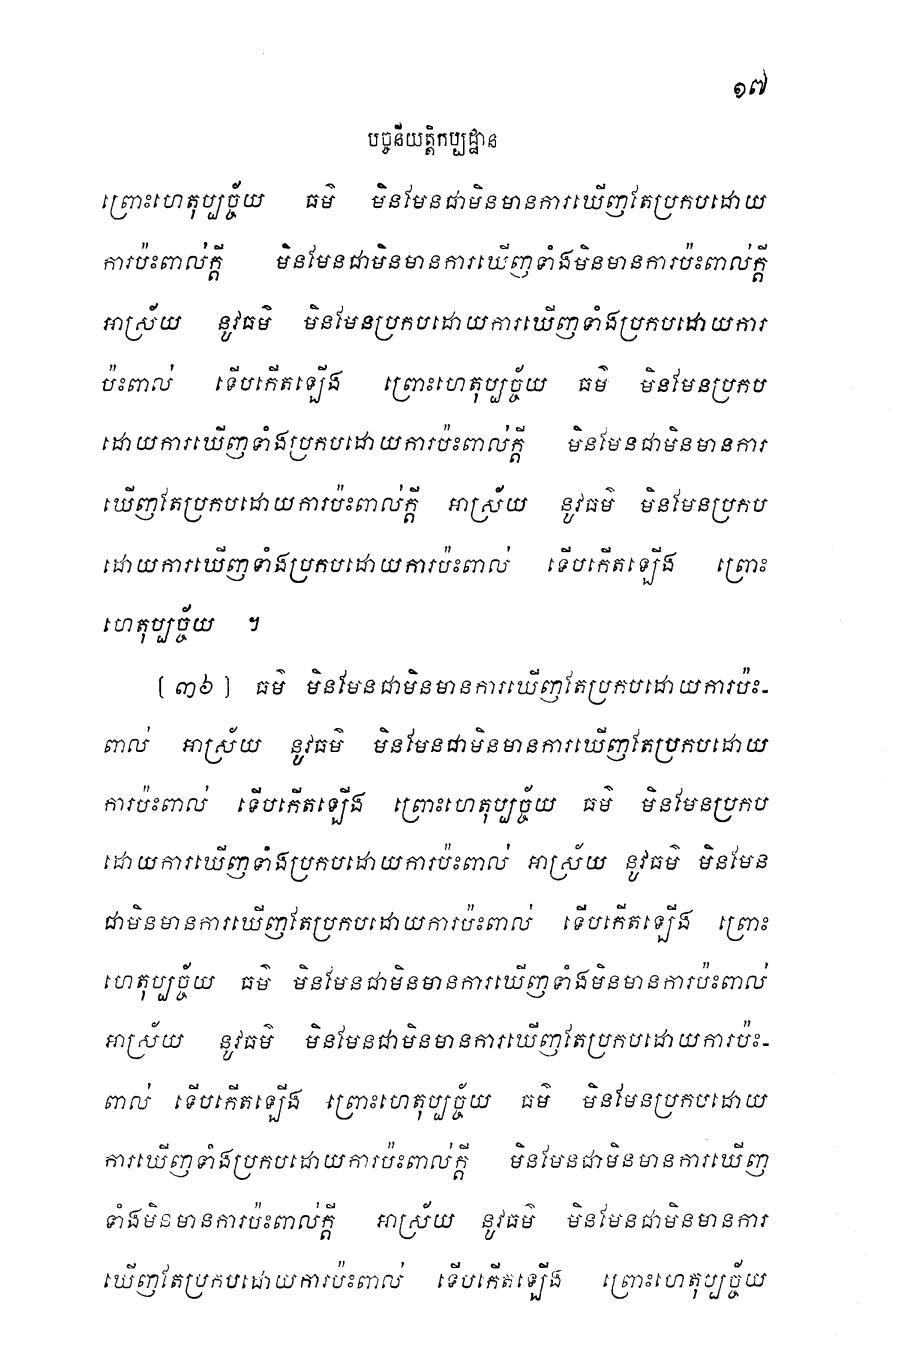 ១៧
បច្ចនីយត្តិកប្បដ្ឋាន
ព្រោះហេតុប្បច្ច័យ ធម៌ មិនមែនជាមិនមានការឃើញតែប្រកបដោយ
ការប៉ះពាល់ក្តី មិនមែនជាមិនមានការឃើញទាំងមិនមានការប៉ះពាល់ក្តី
អាស្រ័យ នូវធម៌ មិនមែនប្រកបដោយការឃើញទាំងប្រកបដោយការ
ប៉ះពាល់ ទើបកើតឡើង ព្រោះហេតុប្បច្ច័យ ធម៌ មិនមែនប្រកប
ដោយការឃើញទាំងប្រកបដោយការប៉ះពាល់ក្តី មិនមែនជាមិនមានការ
ឃើញតែប្រកបដោយការប៉ះពាល់ក្តី អាស្រ័យ នូវធម៌ មិនមែនប្រកប
ដោយការឃើញទាំងប្រកបដោយការប៉ះពាល់ ទើបកើតឡើង ព្រោះ
ហេតុប្បច្ច័យ ។
(៣៦) ធម៌ មិនមែនជាមិនមានការឃើញតែប្រកបដោយការប៉ះ-
ពាល់ អាស្រ័យ នូវធម៌ មិនមែនជាមិនមានការឃើញតែប្រកបដោយ
ការប៉ះពាល់ ទើបកើតឡើង ព្រោះហេតុប្បច្ច័យ ធម៌ មិនមែនប្រកប
ដោយការឃើញទាំងប្រកបដោយការប៉ះពាល់ អាស្រ័យ នូវធម៌ មិនមែន
ជាមិនមានការឃើញតែប្រកបដោយការប៉ះពាល់ ទើបកើតឡើង ព្រោះ
ហេតុប្បច្ច័យ ធម៌ មិនមែនជាមិនមានការឃើញទាំងមិនមានការប៉ះពាល់
អាស្រ័យ នូវធម៌ មិនមែនជាមិនមានការឃើញតែប្រកបដោយការប៉ះ-
ពាល់ ទើបកើតឡើង ព្រោះហេតុប្បច្ច័យ ធម៌ មិនមែនប្រកបដោយ
ការឃើញទាំងប្រកបដោយការប៉ះពាល់ក្តី មិនមែនជាមិនមានការឃើញ
ទាំងមិនមានការប៉ះពាល់ក្តី អាស្រ័យ នូវធម៌ មិនមែនជាមិនមានការ
ឃើញតែប្រកបដោយការប៉ះពាល់ ទើបកើតឡើង ព្រោះហេតុប្បច្ច័យ